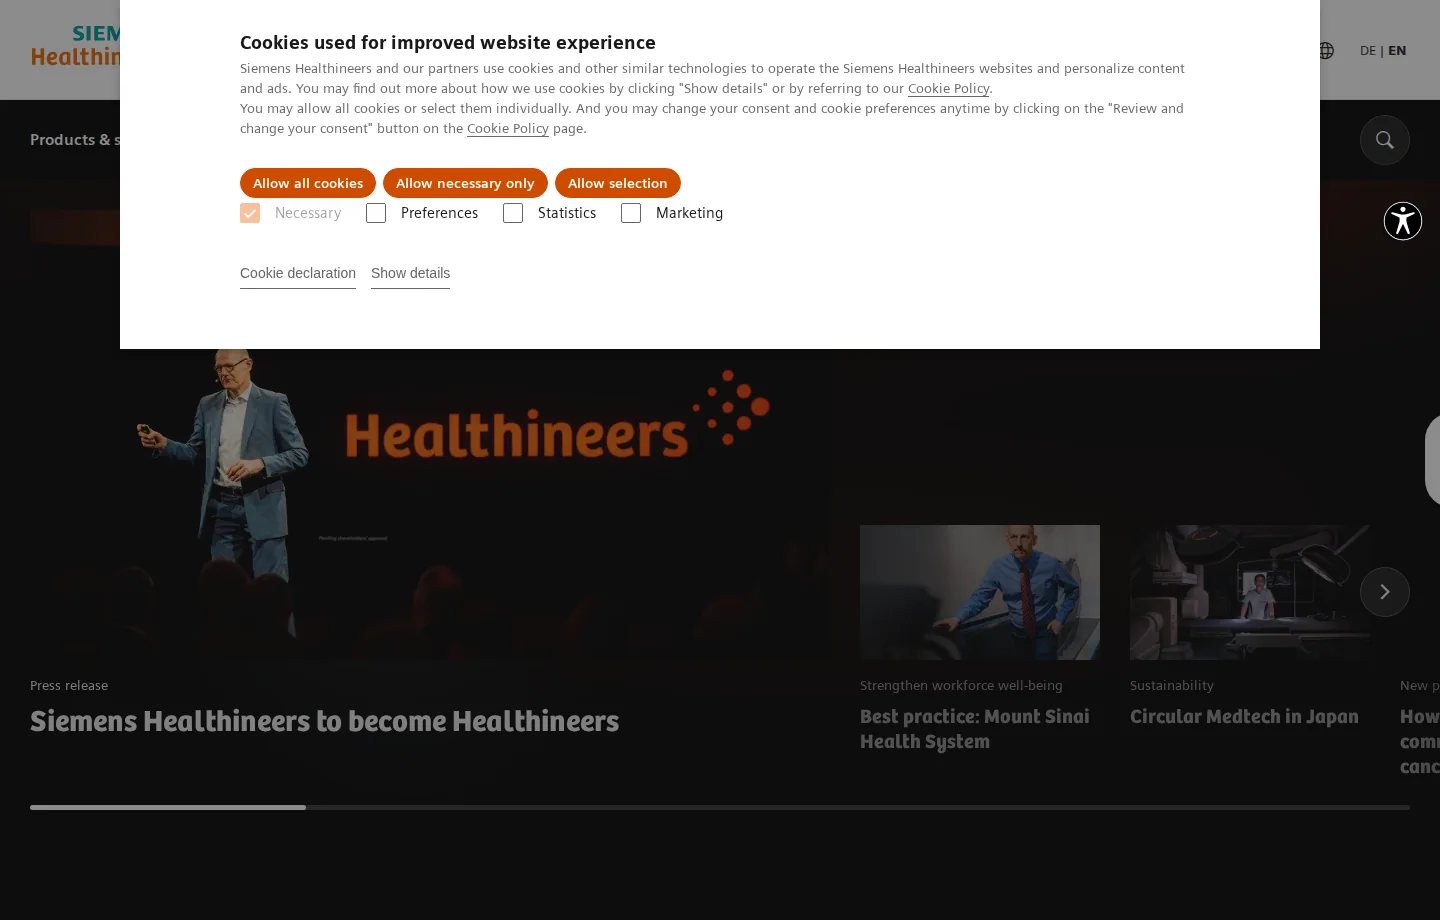 Cookies used for improved website experience
Siemens Healthineers and our partners use cookies and other similar technologies to operate the Siemens Healthineers websites and personalize content
and ads. You may find out more about how we use cookies by clicking "Show details" or by referring to our Cookie Policy.
You may allow all cookies or select them individually. And you may change your consent and cookie preferences anytime by clicking on the "Review and
change your consent" button on the Cookie Policy page.
Allow all cookies Allow necessary only Allow selection
Necessary Preferences Statistics Marketing
Cookie declaration Show details
DE | EN
Healthineers
Press release
Siemens Healthineers to become Healthineers
Strengthen workforce well-being
Best practice: Mount Sinai
Health System
Sustainability
Circular Medtech in Japan
New
How